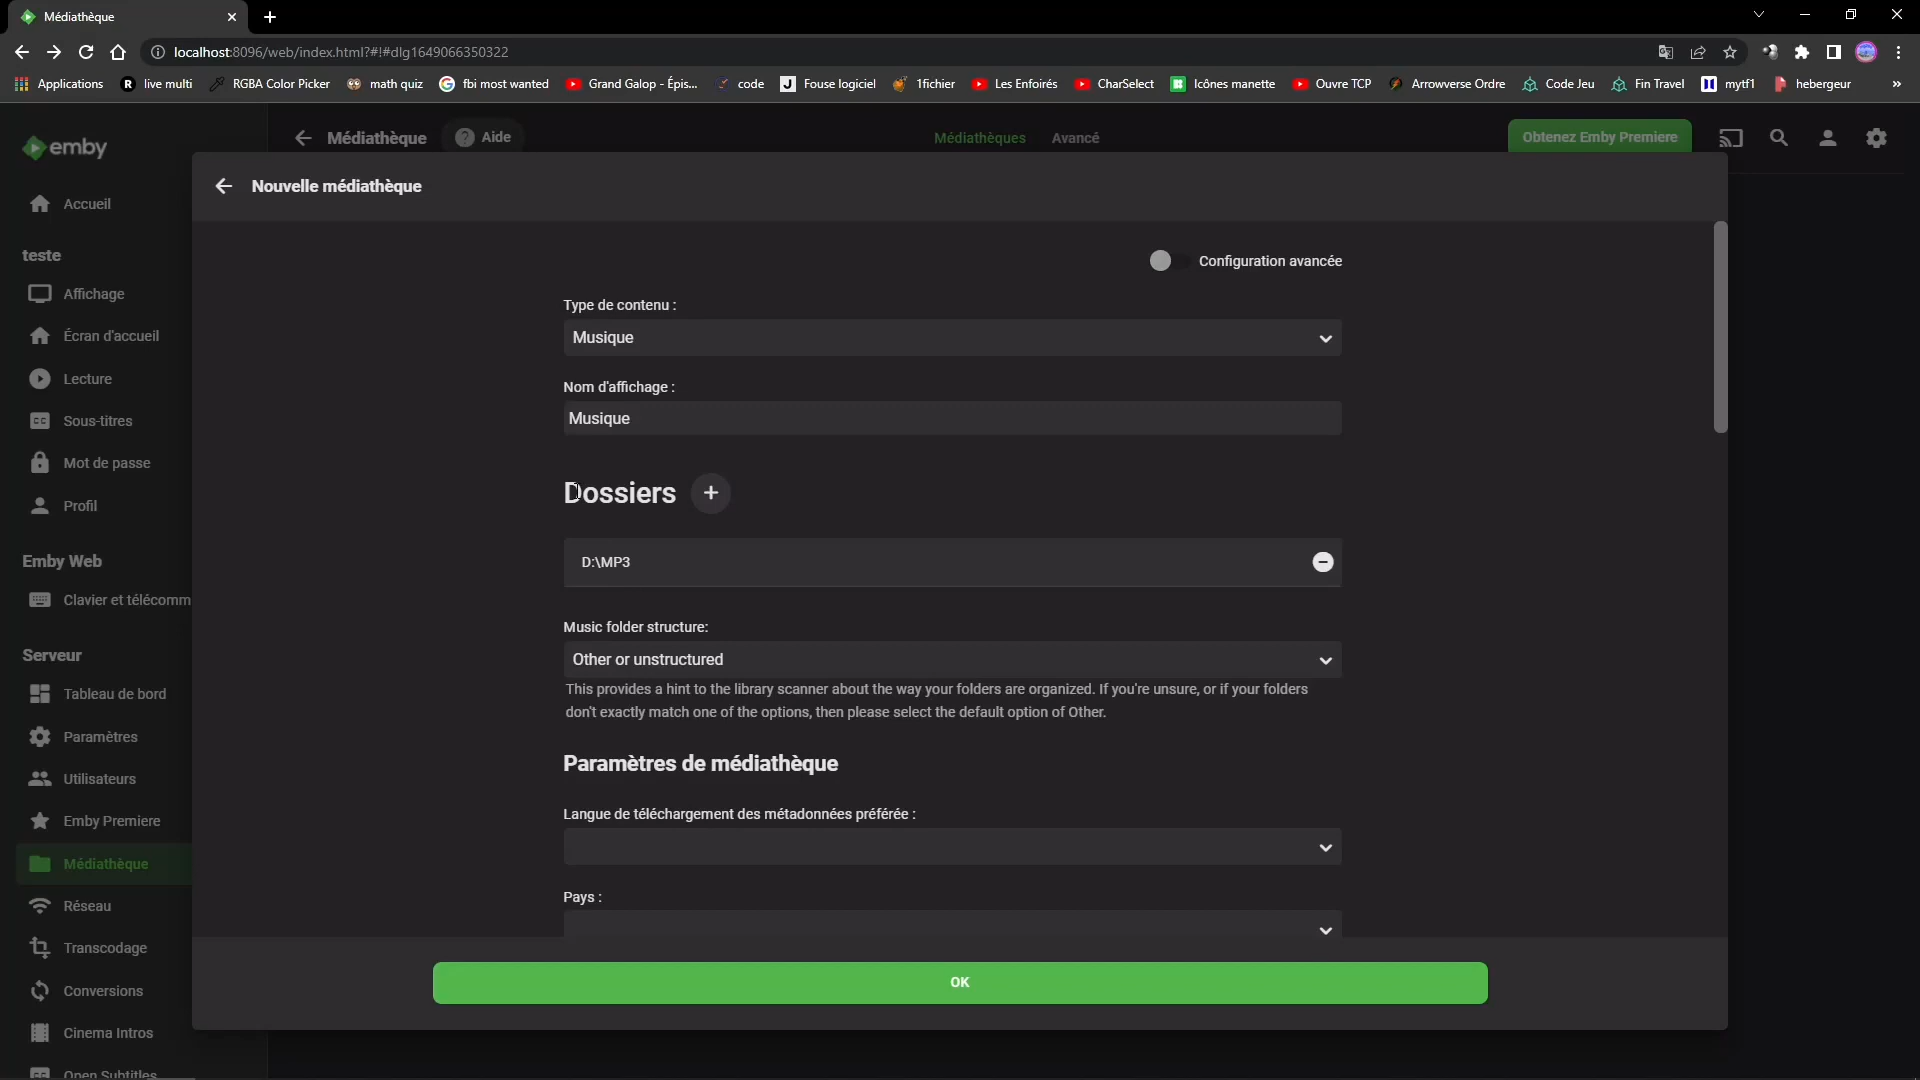 Médiathèque
localhost:8096/web/index.html?#!#dlg1649066350322
Applications
live multi
RGBA Color Picker
math quiz
fbi most wanted
Grand Galop - Épis...
code
Fouse logiciel
1fichier
Les Enfoirés
CharSelect
Icônes manette
Ouvre TCP
Arrowverse Ordre
Code Jeu
Fin Travel
mytf1
hebergeur
»
emby
Médiathèque
Aide
Médiathèques
Avancé
Obtenez Emby Premiere
Nouvelle médiathèque
Accueil
teste
Affichage
Écran d'accueil
Lecture
Sous-titres
Mot de passe
Profil
Emby Web
Clavier et télécomm
Serveur
Tableau de bord
Paramètres
Utilisateurs
Emby Premiere
Médiathèque
Réseau
Transcodage
Conversions
Cinema Intros
Open Subtitles
Configuration avancée
Type de contenu :
Musique
Nom d'affichage :
Musique
Dossiers
D:\MP3
Music folder structure:
Other or unstructured
This provides a hint to the library scanner about the way your folders are organized. If you're unsure, or if your folders
don't exactly match one of the options, then please select the default option of Other.
Paramètres de médiathèque
Langue de téléchargement des métadonnées préférée :
Pays :
OK